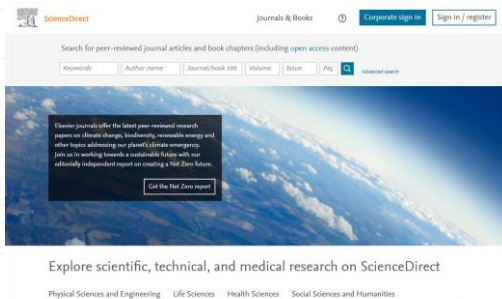 ScienceDirect
Journals & Books
?
Corporate sign in
Sign in / register
Search for peer-reviewed journal articles and book chapters (including open access content)
Keywords
Author name
Journal/book title
Volume
Issue
Pag
Advanced search
Elsevier journals offer the latest peer-reviewed research
papers on climate change, biodiversity, renewable energy and
other topics addressing our planet's climate emergency.
Join us in working towards a sustainable future with our
editorially independent report on creating a Net Zero future.
Get the Net Zero report
Explore scientific, technical, and medical research on ScienceDirect
Physical Sciences and Engineering Life Sciences Health Sciences Social Sciences and Humanities